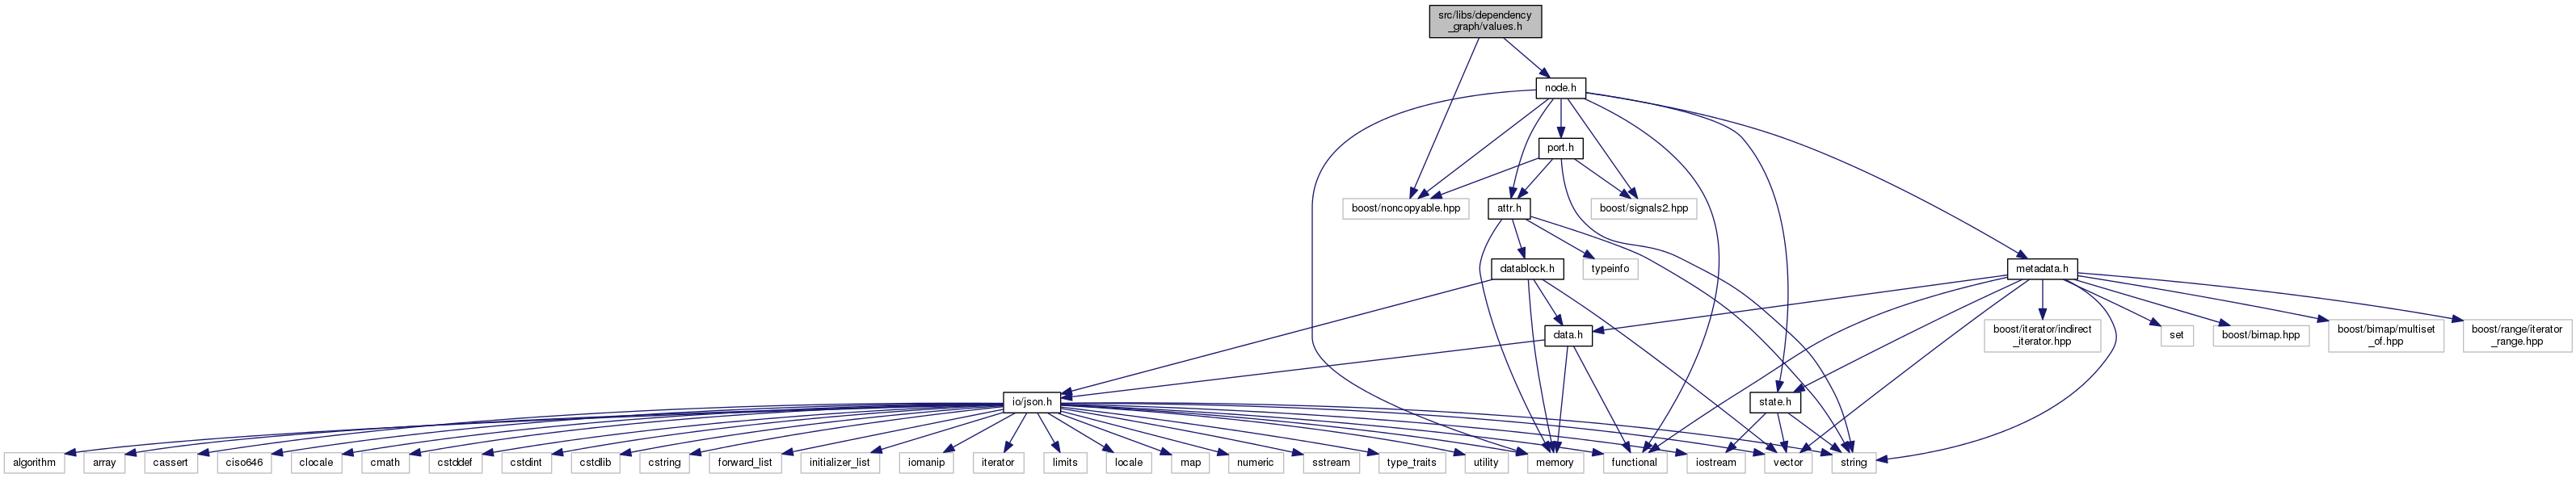 src/libs/dependency
_graph/values.h
node.h
port.h
boost/noncopyable.hpp
attr.h
boost/signals2.hpp
datablock.h
typeinfo
metadata.h
data.h
boost/iterator/indirect
_iterator.hpp
set
boost/bimap.hpp
boost/bimap/multiset
_of.hpp
boost/range/iterator
_range.hpp
io/json.h
state.h
algorithm
array
cassert
ciso646
clocale
cmath
cstddef
cstdint
cstdlib
cstring
forward_list
initializer_list
iomanip
iterator
limits
locale
map
numeric
sstream
type_traits
utility
memory
functional
iostream
vector
string